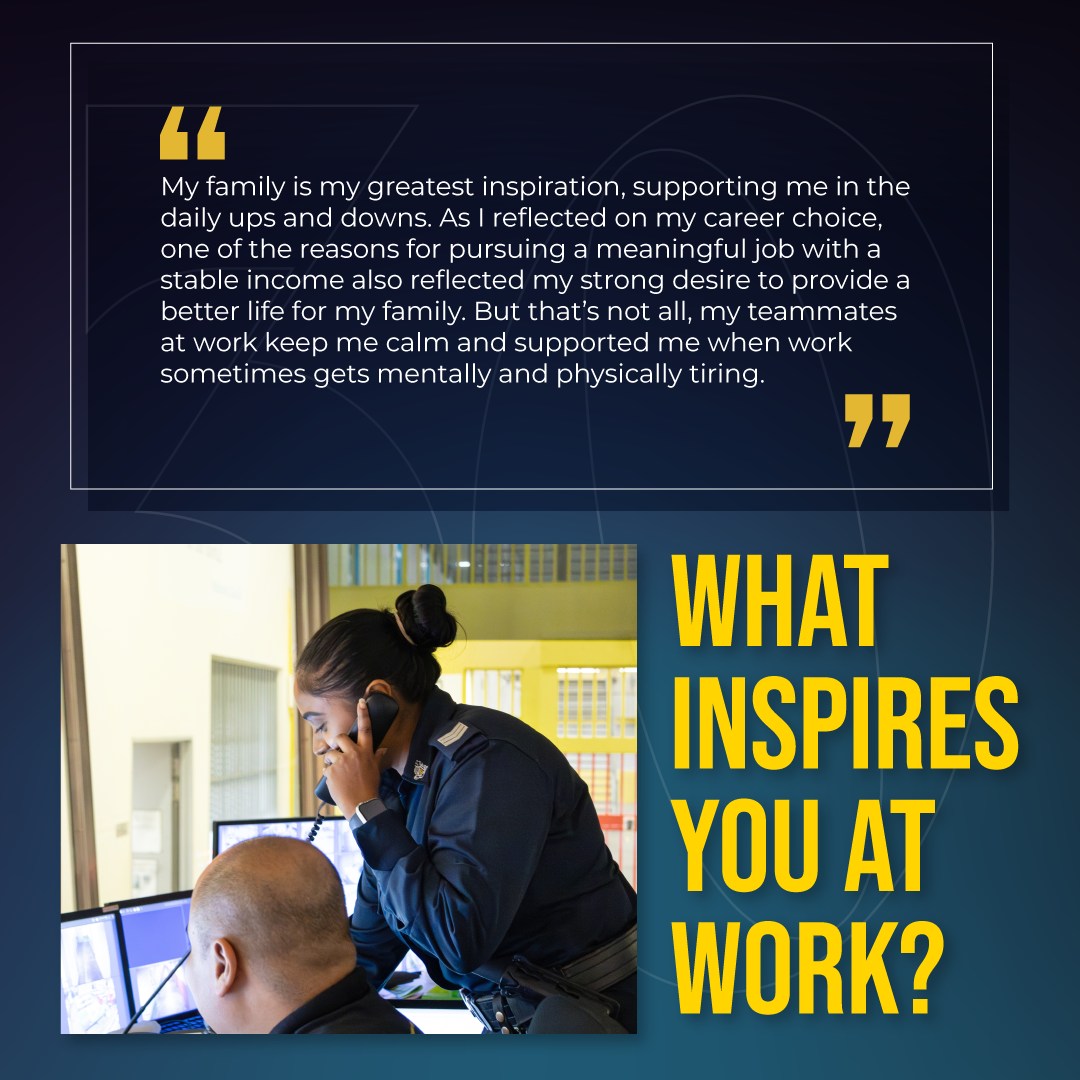 “
My family is my greatest inspiration, supporting me in the
daily ups and downs. As I reflected on my career choice,
one of the reasons for pursuing a meaningful job with a
stable income also reflected my strong desire to provide a
better life for my family. But that’s not all, my teammates
at work keep me calm and supported me when work
sometimes gets mentally and physically tiring.
”
WHAT
INSPIRES
YOU AT
WORK?